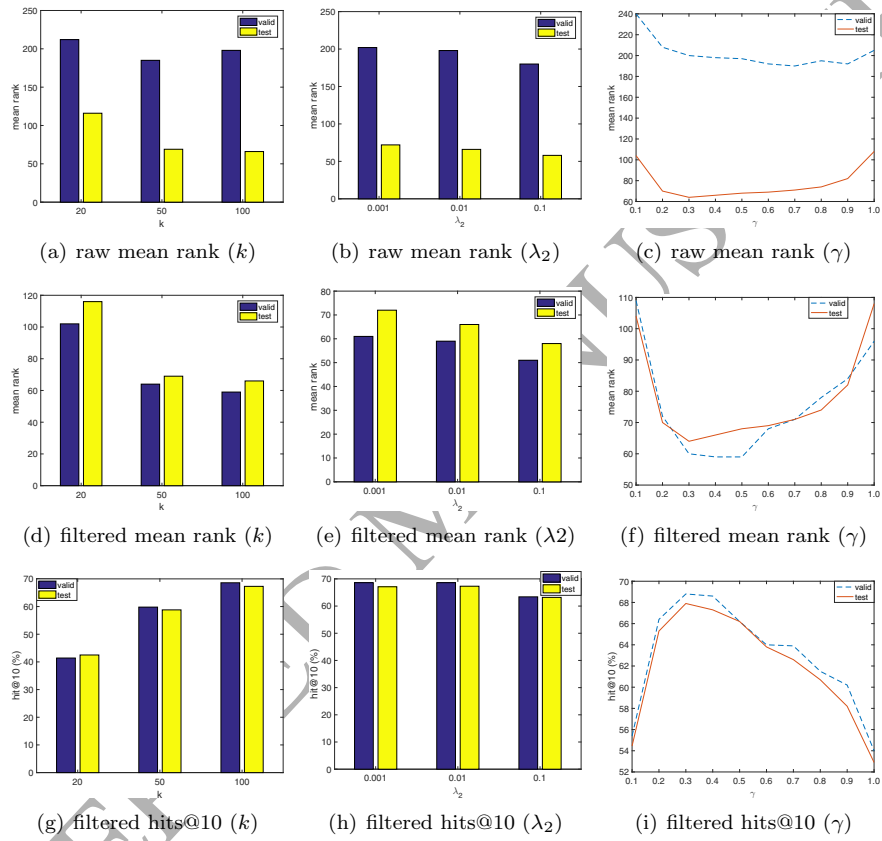 250
200
150
100
50
0
mean rank
valid
test
20 50 100
k
(a) raw mean rank (k)
250
200
150
100
50
0
mean rank
valid
test
0.001 0.01 0.1
λ2
(b) raw mean rank (λ2)
240
220
200
180
160
140
120
100
80
60
mean rank
valid
test
0.1 0.2 0.3 0.4 0.5 0.6 0.7 0.8 0.9 1.0
γ
(c) raw mean rank (γ)
120
100
80
60
40
20
0
mean rank
valid
test
20 50 100
k
(d) filtered mean rank (k)
80
70
60
50
40
30
20
10
0
mean rank
valid
test
0.001 0.01 0.1
λ2
(e) filtered mean rank (λ2)
110
100
90
80
70
60
50
mean rank
valid
test
0.1 0.2 0.3 0.4 0.5 0.6 0.7 0.8 0.9 1.0
γ
(f) filtered mean rank (γ)
70
60
50
40
30
20
10
0
hit@10 (%)
valid
test
20 50 100
k
(g) filtered hits@10 (k)
70
60
50
40
30
20
10
0
hit@10 (%)
valid
test
0.001 0.01 0.1
λ2
(h) filtered hits@10 (λ2)
70
68
66
64
62
60
58
56
54
52
hit@10 (%)
valid
test
0.1 0.2 0.3 0.4 0.5 0.6 0.7 0.8 0.9 1.0
γ
(i) filtered hits@10 (γ)